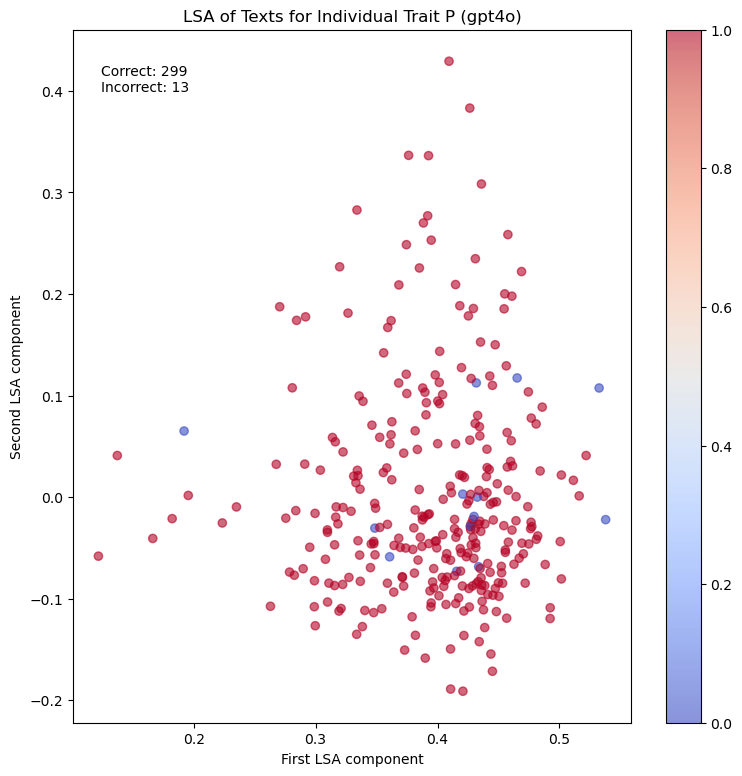 LSA of Texts for Individual Trait P (gpt4o)
Correct: 299
Incorrect: 13
Second LSA component
0.4
0.3
0.2
0.1
0.0
−0.1
−0.2
0.2 0.3 0.4 0.5
First LSA component
1.0
0.8
0.6
0.4
0.2
0.0